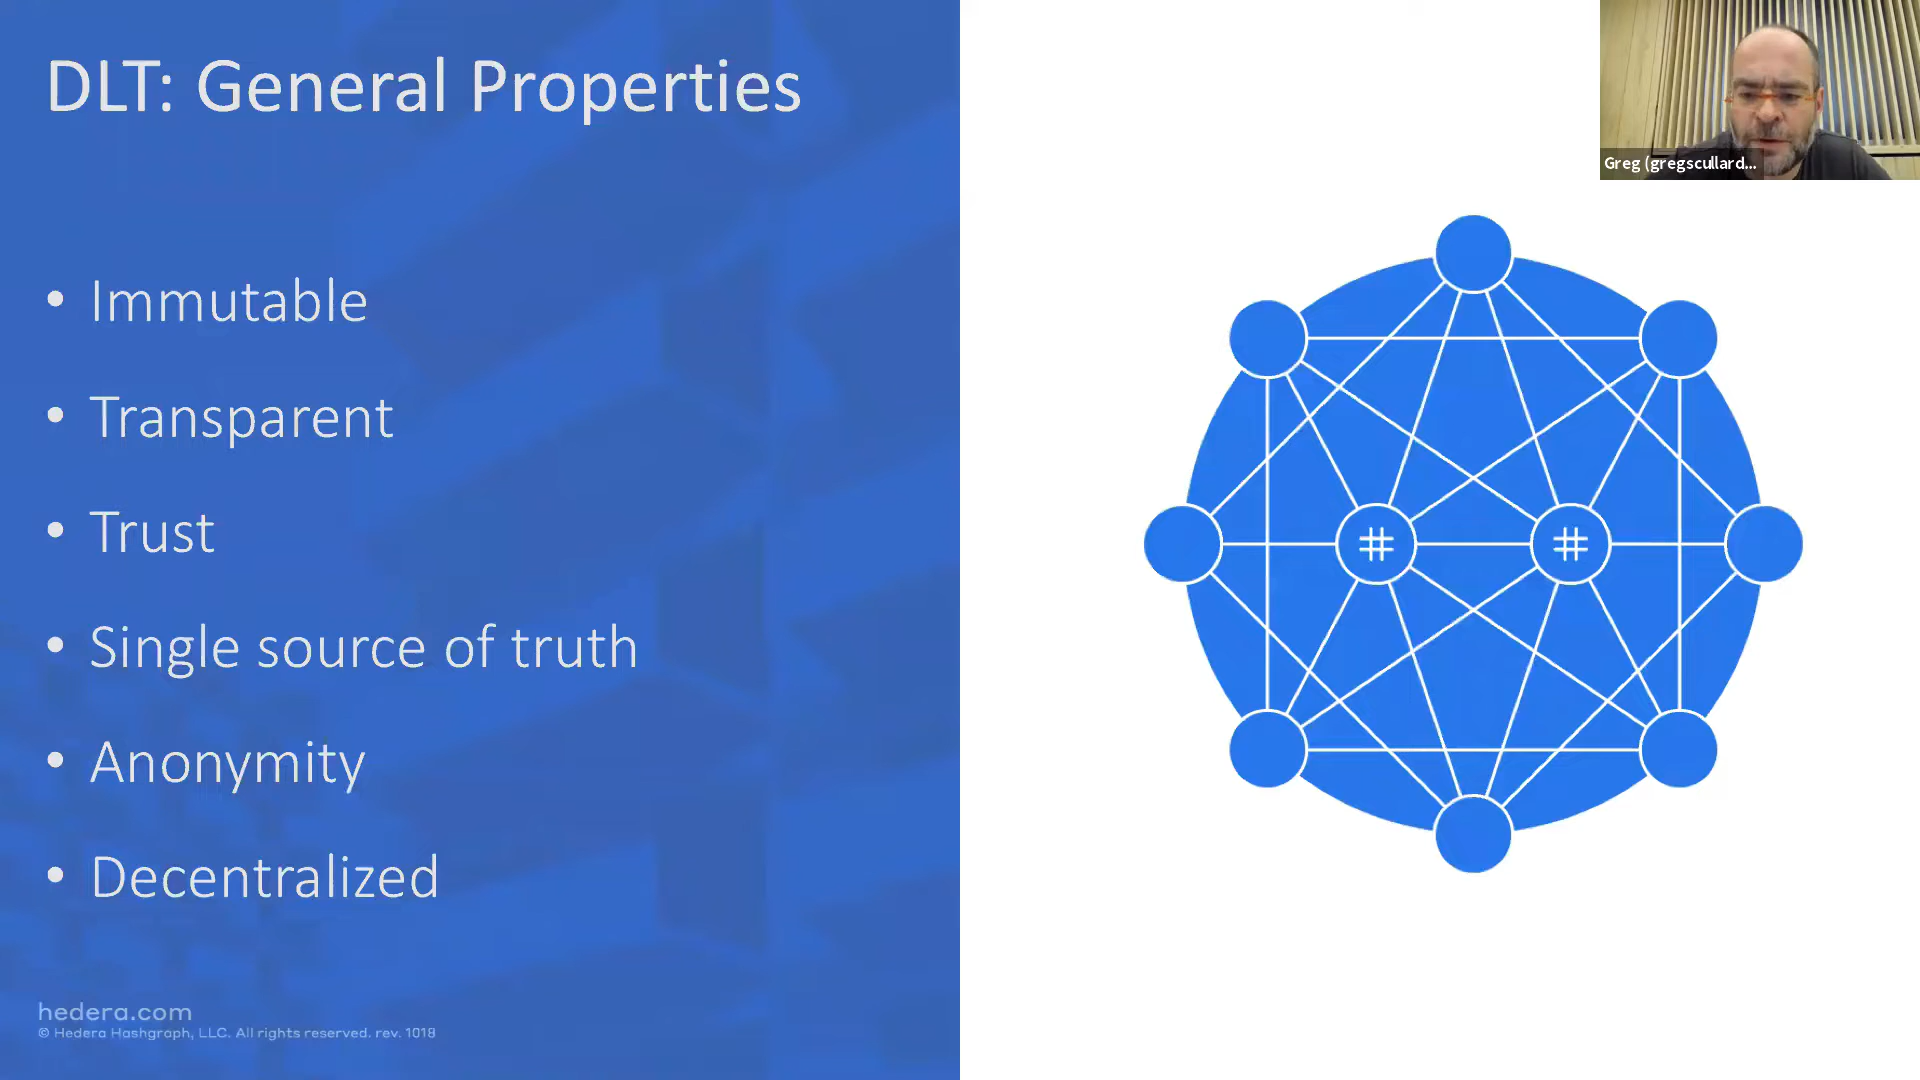 DLT: General Properties
• Immutable
• Transparent
• Trust
• Single source of truth
• Anonymity
• Decentralized
hedera.com
© Hedera Hashgraph, LLC. All rights reserved. rev. 1018
Greg (gregscullard...
#
#